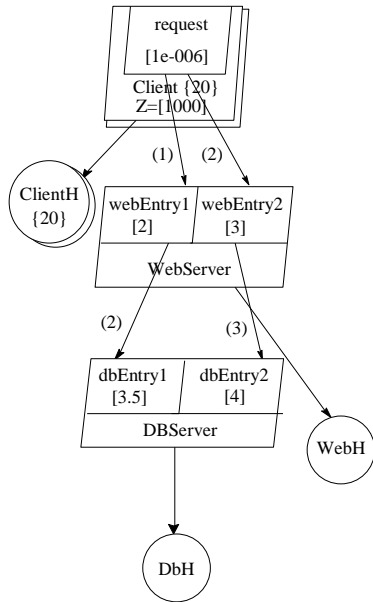 request
[1e-006]
Client {20}
Z=[1000]
(1) (2)
ClientH
{20}
webEntry1 webEntry2
[2] [3]
WebServer
(2) (3)
dbEntry1 dbEntry2
[3.5] [4]
DBServer
WebH
DbH